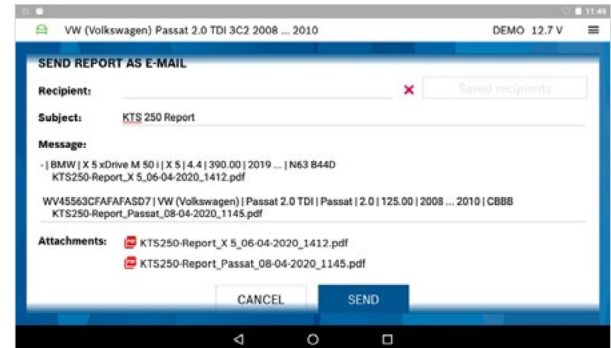 11:49
VW (Volkswagen) Passat 2.0 TDI 3C2 2008 ... 2010 DEMO 12.7 V
SEND REPORT AS E-MAIL
Recipient: Saved recipients
Subject: KTS 250 Report
Message:
- | BMW | X 5 xDrive M 50 i | X 5 | 4.4 | 390.00 | 2019 ... | N63 B44D
KTS250-Report_X 5_06-04-2020_1412.pdf
WV45563CFAFAFASD7 | VW (Volkswagen) | Passat 2.0 TDI | Passat | 2.0 | 125.00 | 2008 ... 2010 | CBBB
KTS250-Report_Passat_08-04-2020_1145.pdf
Attachments: KTS250-Report_X 5_06-04-2020_1412.pdf
KTS250-Report_Passat_08-04-2020_1145.pdf
CANCEL SEND